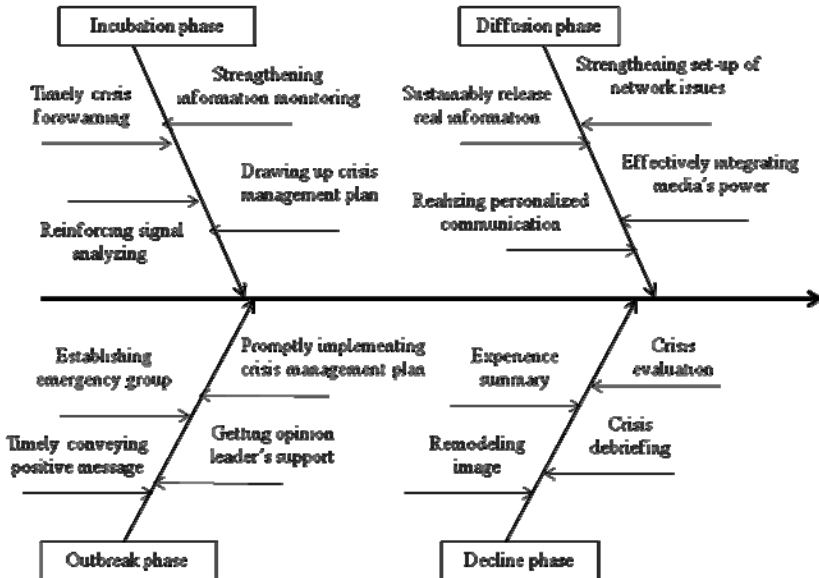 Incubation phase
Diffusion phase
Timely crisis
forewarning
Strengthening
information monitoring
Reinforcing signal
analyzing
Drawing up crisis
management plan
Sustainably release
real information
Strengthening set-up of
network issues
Realizing personalized
communication
Effectively integrating
media's power
Establishing
emergency group
Promptly implementing
crisis management plan
Timely conveying
positive message
Getting opinion
leader's support
Experience
summary
Crisis
evaluation
Remodeling
image
Crisis
debriefing
Outbreak phase
Decline phase